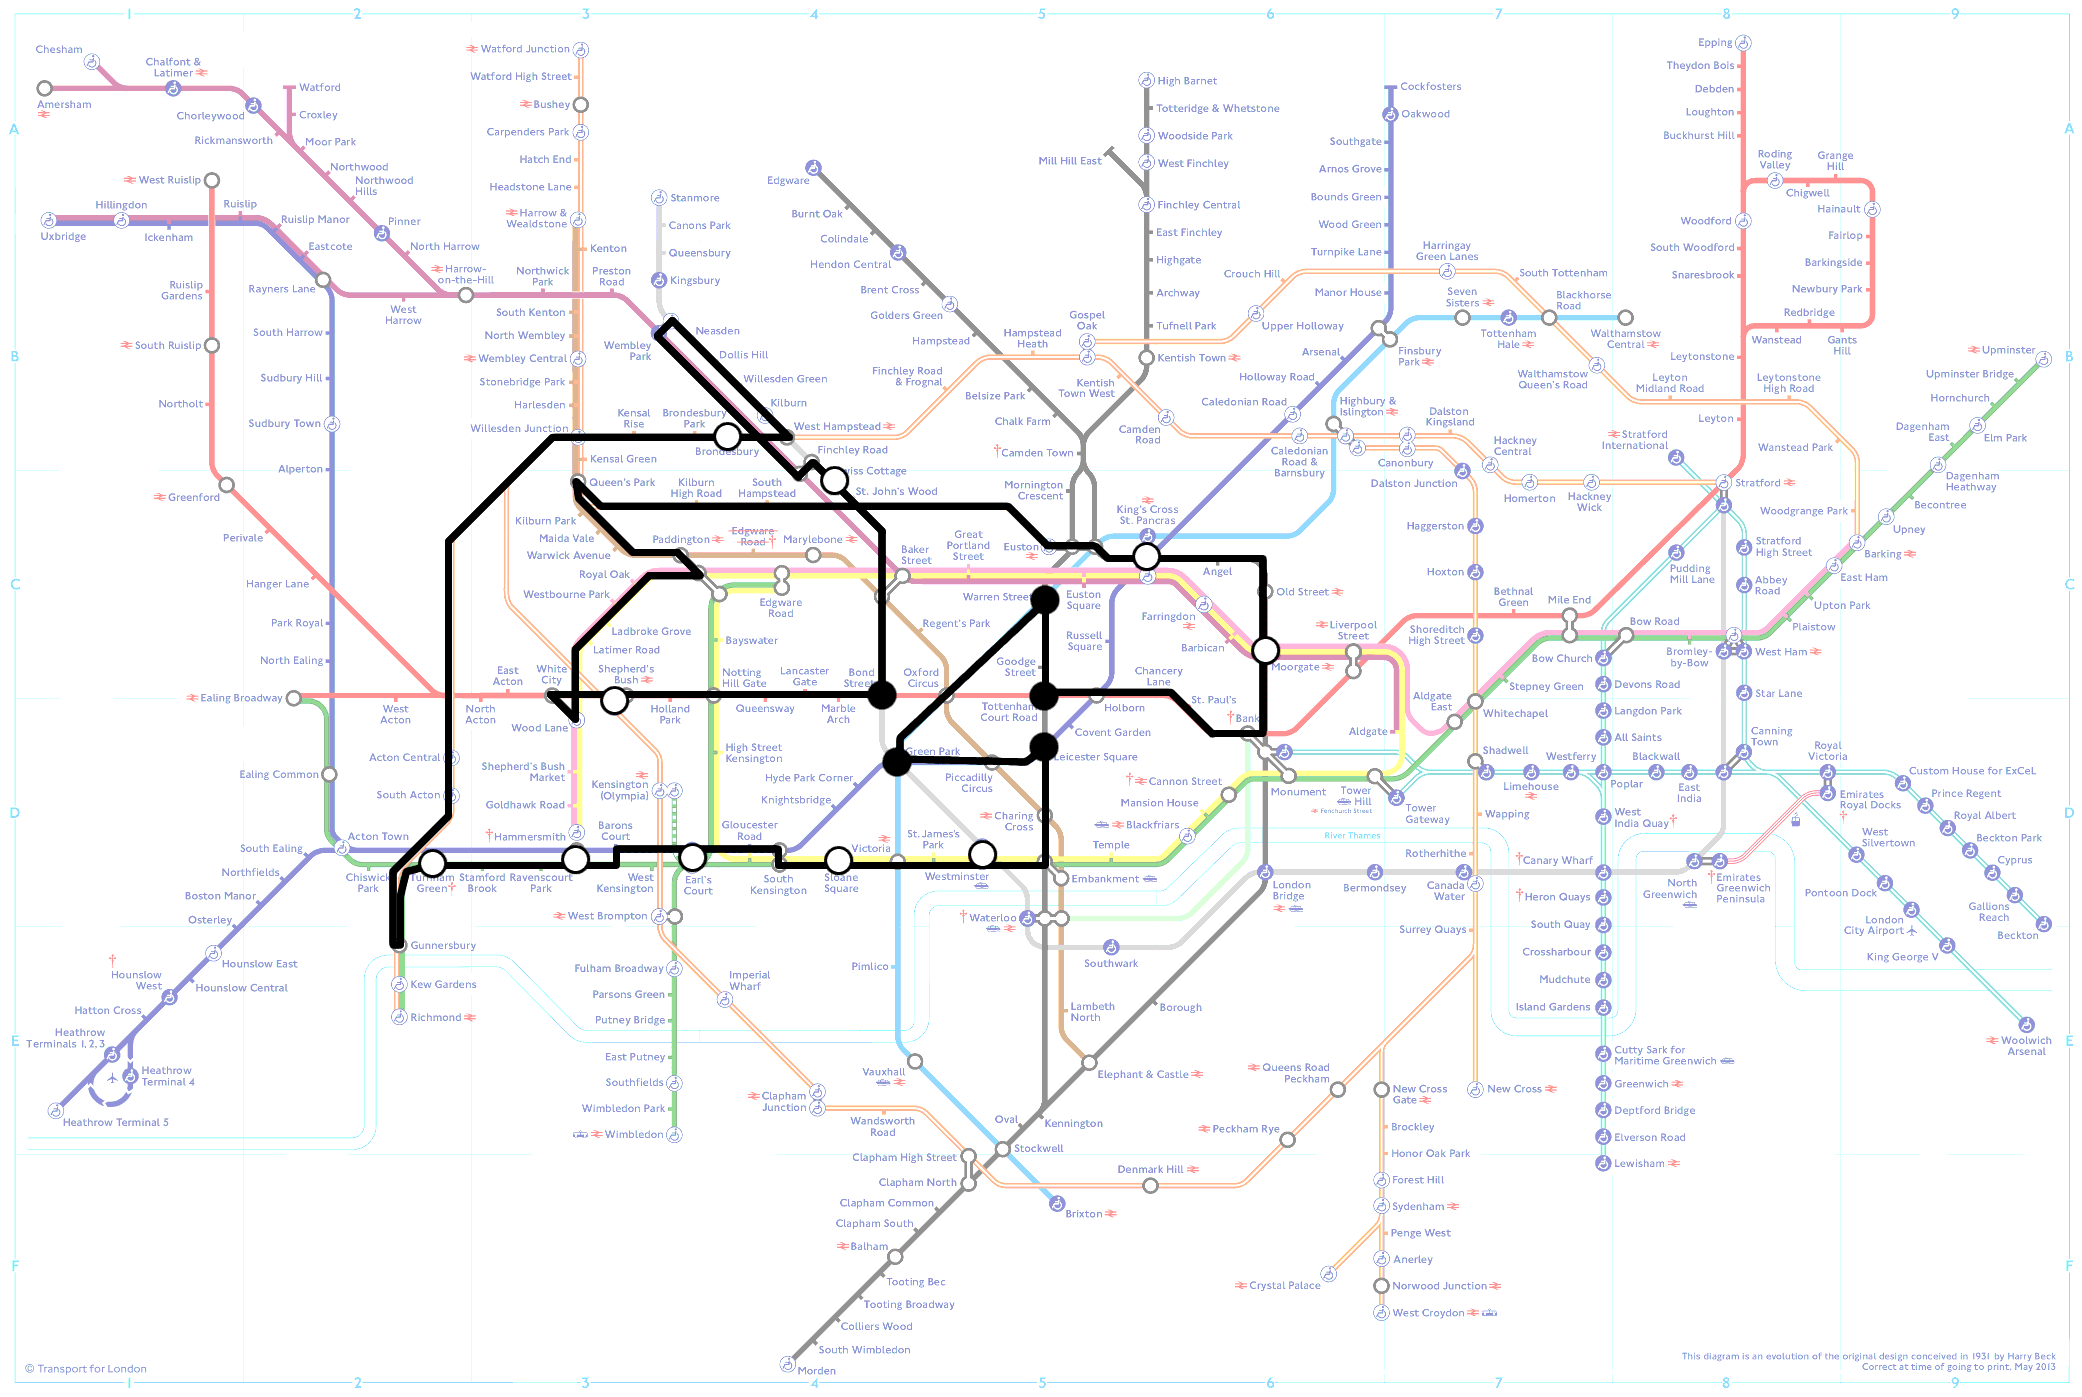 1 2 3 4 5 6 7 8 9
Chesham
Chalfont &
Latimer
Watford
Amersham
Chorleywood
Croxley
Rickmansworth
Moor Park
Northwood
Northwood
Hills
West Ruislip
Hillingdon
Ruislip
Uxbridge
Ickenham
Ruislip Manor
Eastcote
Pinner
North Harrow
Harrow-
on-the-Hill
Rayners Lane
West
Harrow
Northwick
Park
Preston
Road
Ruislip
Gardens
South Ruislip
Northolt
Greenford
Perivale
Hanger Lane
South Harrow
Sudbury Hill
Sudbury Town
Alperton
Park Royal
North Ealing
Ealing Broadway
West
Acton
North
Acton
East
Acton
White
City
Watford Junction
Watford High Street
Bushey
Carpenders Park
Hatch End
Headstone Lane
Harrow &
Wealdstone
Kenton
South Kenton
North Wembley
Wembley Central
Stonebridge Park
Harlesden
Willesden Junction
Kensal Green
Queen's Park
Kilburn Park
Maida Vale
Warwick Avenue
Royal Oak
Westbourne Park
Ladbroke Grove
Latimer Road
Shepherd's
Bush
Wood Lane
Shepherd's Bush
Market
Goldhawk Road
Hammersmith
Stanmore
Canons Park
Queensbury
Kingsbury
Wembley
Park
Neasden
Dollis Hill
Willesden Green
Kilburn
West Hampstead
Finchley Road
St. John's Wood
Kensal
Rise
Brondesbury
Park
Brondesbury
Kilburn
High Road
South
Hampstead
Edgware
Road
Paddington
Marylebone
Baker
Street
Great
Portland
Street
Edgware
Road
Edgware
Burnt Oak
Colindale
Hendon Central
Brent Cross
Golders Green
Hampstead
Finchley Road
& Frognal
Hampstead
Heath
Gospel
Oak
Belsize Park
Chalk Farm
Camden Town
Mornington
Crescent
Euston
Kentish
Town West
Camden
Road
High Barnet
Totteridge & Whetstone
Woodside Park
Mill Hill East
West Finchley
Finchley Central
East Finchley
Highgate
Archway
Tufnell Park
Kentish Town
King's Cross
St. Pancras
Cockfosters
Oakwood
Southgate
Arnos Grove
Bounds Green
Wood Green
Turnpike Lane
Manor House
Harringay
Green Lanes
Crouch Hill
Upper Holloway
South Tottenham
Seven
Sisters
Blackhorse
Road
Tottenham
Hale
Walthamstow
Central
Finsbury
Park
Arsenal
Holloway Road
Caledonian Road
Highbury &
Islington
Dalston
Kingsland
Caledonian
Road &
Barnsbury
Canonbury
Hackney
Central
Dalston Junction
Homerton
Hackney
Wick
Haggerston
Hoxton
Shoreditch
High Street
Walthamstow
Queen's Road
Leyton
Midland Road
Leytonstone
High Road
Wanstead Park
Woodgrange Park
Epping
Theydon Bois
Debden
Loughton
Buckhurst Hill
Roding
Valley
Grange
Hill
Chigwell
Hainault
Woodford
Fairlop
South Woodford
Barkingside
Snaresbrook
Newbury Park
Redbridge
Wanstead
Gants
Hill
Leytonstone
Leyton
Stratford
International
Stratford
Stratford
High Street
Pudding
Mill Lane
Abbey
Road
Upminster
Upminster Bridge
Hornchurch
Elm Park
Dagenham
East
Dagenham
Heathway
Becontree
Upney
Barking
East Ham
Upton Park
Plaistow
West Ham
Bromley-
by-Bow
Bow Road
Bow Church
Mile End
Bethnal
Green
Stepney Green
Whitechapel
Aldgate
East
Aldgate
Devons Road
Langdon Park
All Saints
Star Lane
Canning
Town
Angel
Old Street
Farringdon
Barbican
Moorgate
Liverpool
Street
Bank
St. Paul's
Chancery
Lane
Holborn
Covent Garden
Leicester Square
Russell
Square
Euston
Square
Warren Street
Goodge
Street
Tottenham
Court Road
Regent's Park
Oxford
Circus
Bond
Street
Marble
Arch
Lancaster
Gate
Queensway
Notting
Hill Gate
Holland
Park
Bayswater
High Street
Kensington
Green Park
Hyde Park Corner
Knightsbridge
Piccadilly
Circus
Charing
Cross
Cannon Street
Mansion House
Blackfriars
Temple
Embankment
Westminster
St. James's
Park
Victoria
Sloane
Square
South
Kensington
Gloucester
Road
Earl's
Court
Barons
Court
West
Kensington
Kensington
(Olympia)
Monument
Tower
Hill
Fenchurch Street
Tower
Gateway
Shadwell
Wapping
Rotherhithe
Canada
Water
Surrey Quays
Limehouse
Westferry
Poplar
Blackwall
East
India
West
India Quay
Canary Wharf
Heron Quays
South Quay
Crossharbour
Mudchute
Island Gardens
Cutty Sark for
Maritime Greenwich
Greenwich
Deptford Bridge
Elverson Road
Lewisham
North
Greenwich
Emirates
Greenwich
Peninsula
Royal
Victoria
Emirates
Royal Docks
Custom House for ExCeL
Prince Regent
Royal Albert
Beckton Park
Cyprus
Gallions
Reach
Beckton
West
Silvertown
Pontoon Dock
London
City Airport
King George V
Woolwich
Arsenal
River Thames
Acton Central
South Acton
Ealing Common
Acton Town
South Ealing
Northfields
Boston Manor
Osterley
Hounslow East
Hounslow Central
Hounslow
West
Hatton Cross
Heathrow
Terminals 1, 2, 3
Heathrow
Terminal 4
Heathrow Terminal 5
Chiswick
Park
Stamford
Brook
Ravenscourt
Park
Gunnersbury
Kew Gardens
Richmond
West Brompton
Fulham Broadway
Parsons Green
Putney Bridge
East Putney
Southfields
Wimbledon Park
Wimbledon
Imperial
Wharf
Clapham
Junction
Wandsworth
Road
Pimlico
Vauxhall
Waterloo
Southwark
London
Bridge
Bermondsey
Lambeth
North
Borough
Elephant & Castle
Kennington
Oval
Stockwell
Brixton
Clapham High Street
Clapham North
Clapham Common
Clapham South
Balham
Tooting Bec
Tooting Broadway
Colliers Wood
South Wimbledon
Morden
Denmark Hill
Peckham Rye
Queens Road
Peckham
New Cross
Gate
New Cross
Brockley
Honor Oak Park
Forest Hill
Sydenham
Penge West
Anerley
Crystal Palace
Norwood Junction
West Croydon
A
B
C
D
E
F
A
B
C
D
E
F
© Transport for London
This diagram is an evolution of the original design conceived in 1931 by Harry Beck
Correct at time of going to print, May 2013
1 2 3 4 5 6 7 8 9